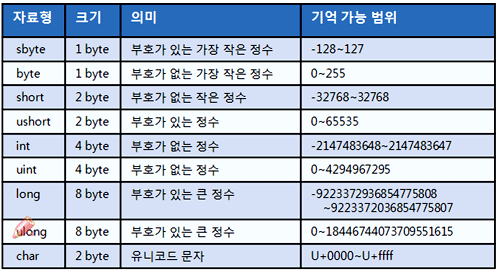 자료형 크기 의미 기억 가능 범위
sbyte 1 byte 부호가 있는 가장 작은 정수 -128~127
byte 1 byte 부호가 없는 가장 작은 정수 0~255
short 2 byte 부호가 없는 작은 정수 -32768~32768
ushort 2 byte 부호가 있는 정수 0~65535
int 4 byte 부호가 없는 정수 -2147483648~2147483647
uint 4 byte 부호가 없는 정수 0~4294967295
long 8 byte 부호가 있는 큰 정수 -9223372936854775808
~9223372036854775807
ulong 8 byte 부호가 있는 큰 정수 0~18446744073709551615
char 2 byte 유니코드 문자 U+0000~U+ffff